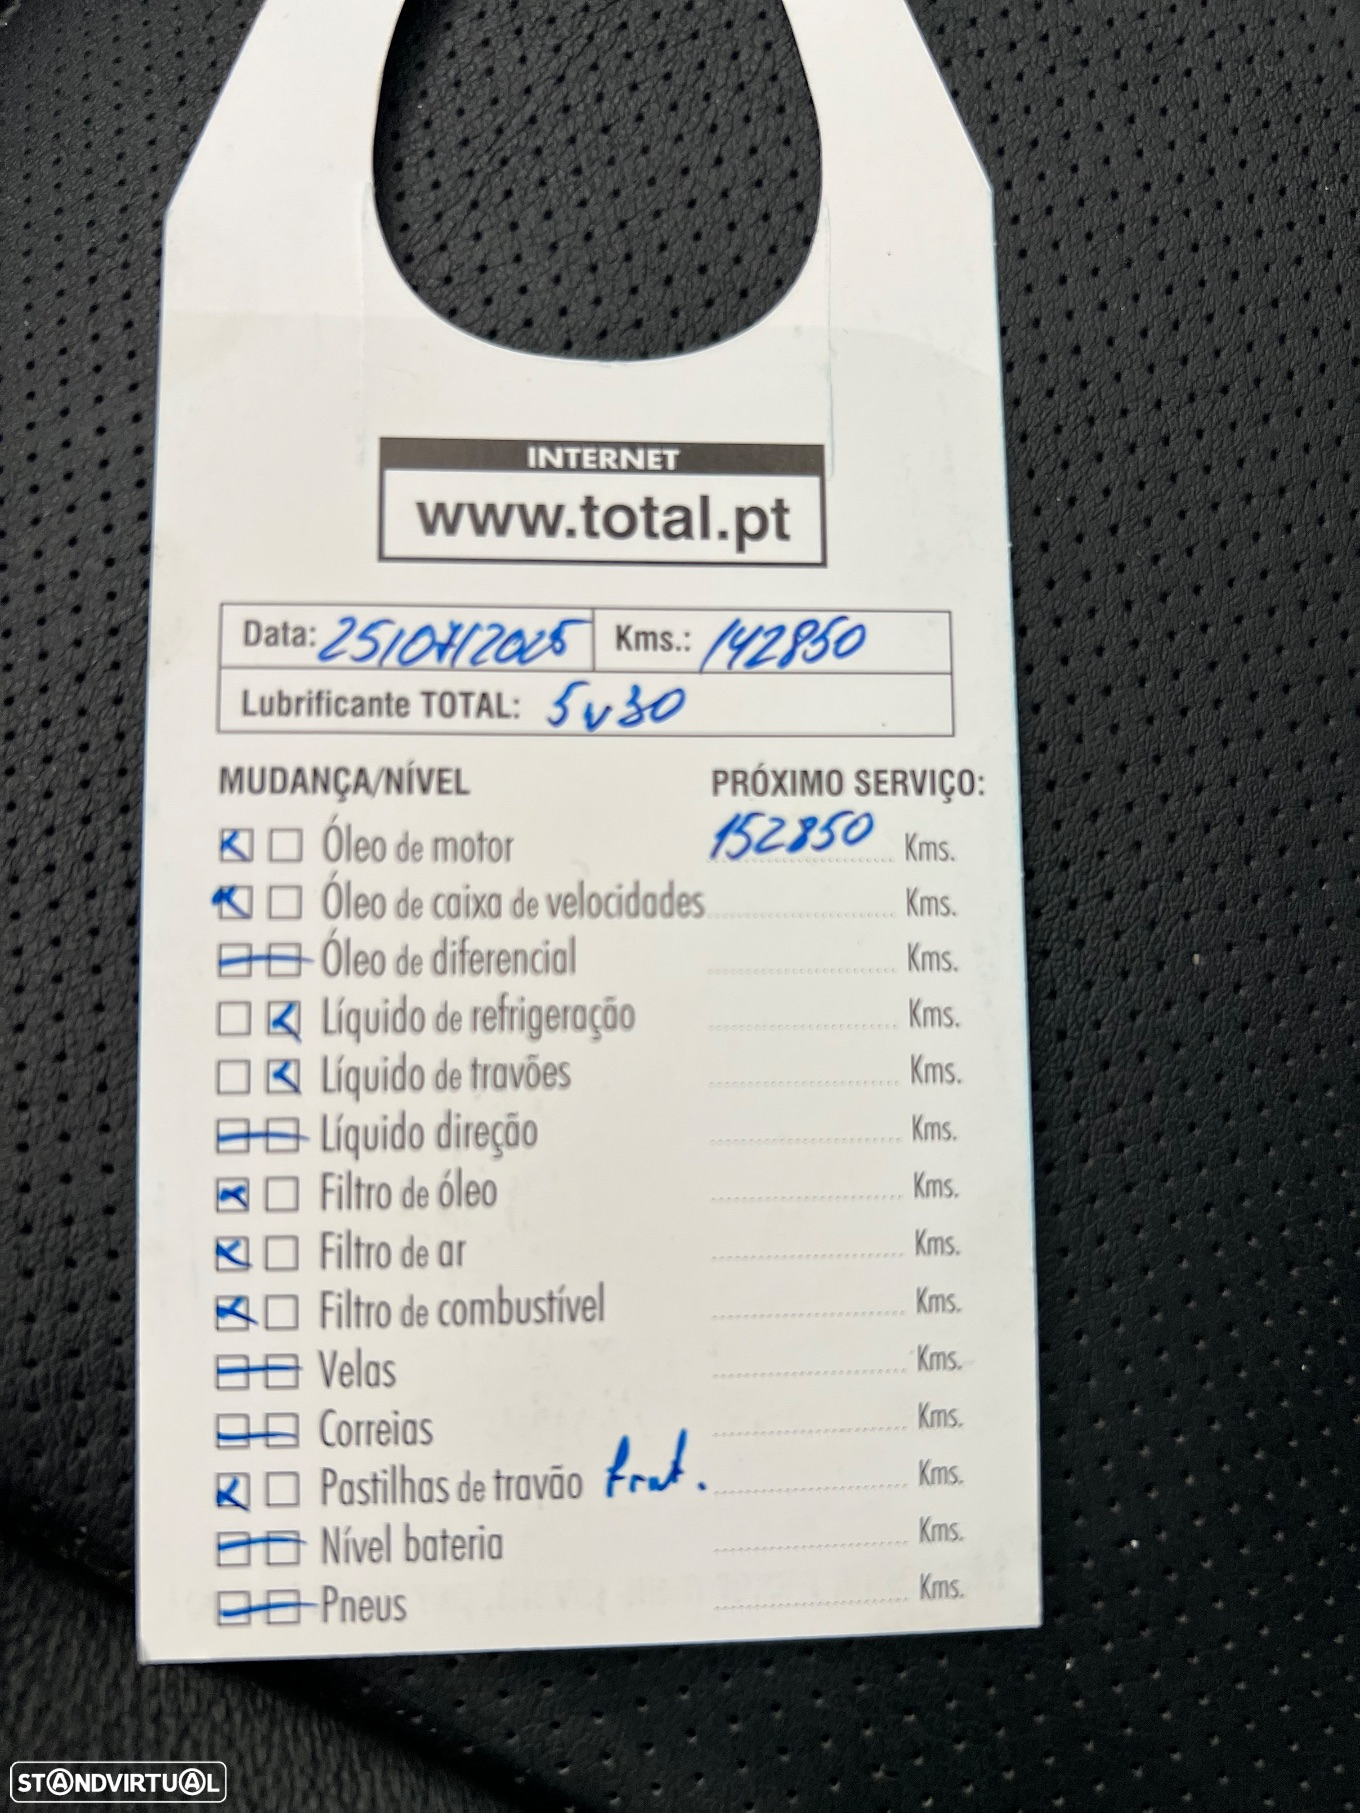 INTERNET
www.total.pt
Data: 25/07/2025 Kms.: 142850
Lubrificante TOTAL: 5w30
MUDANÇA/NÍVEL PRÓXIMO SERVIÇO:
Óleo de motor 152850 Kms.
Óleo de caixa de velocidades Kms.
Óleo de diferencial Kms.
Líquido de refrigeração Kms.
Líquido de travões Kms.
Líquido direção Kms.
Filtro de óleo Kms.
Filtro de ar Kms.
Filtro de combustível Kms.
Velas Kms.
Correias Kms.
Pastilhas de travão Kms.
Nível bateria Kms.
Pneus Kms.
STANDVIRTUAL